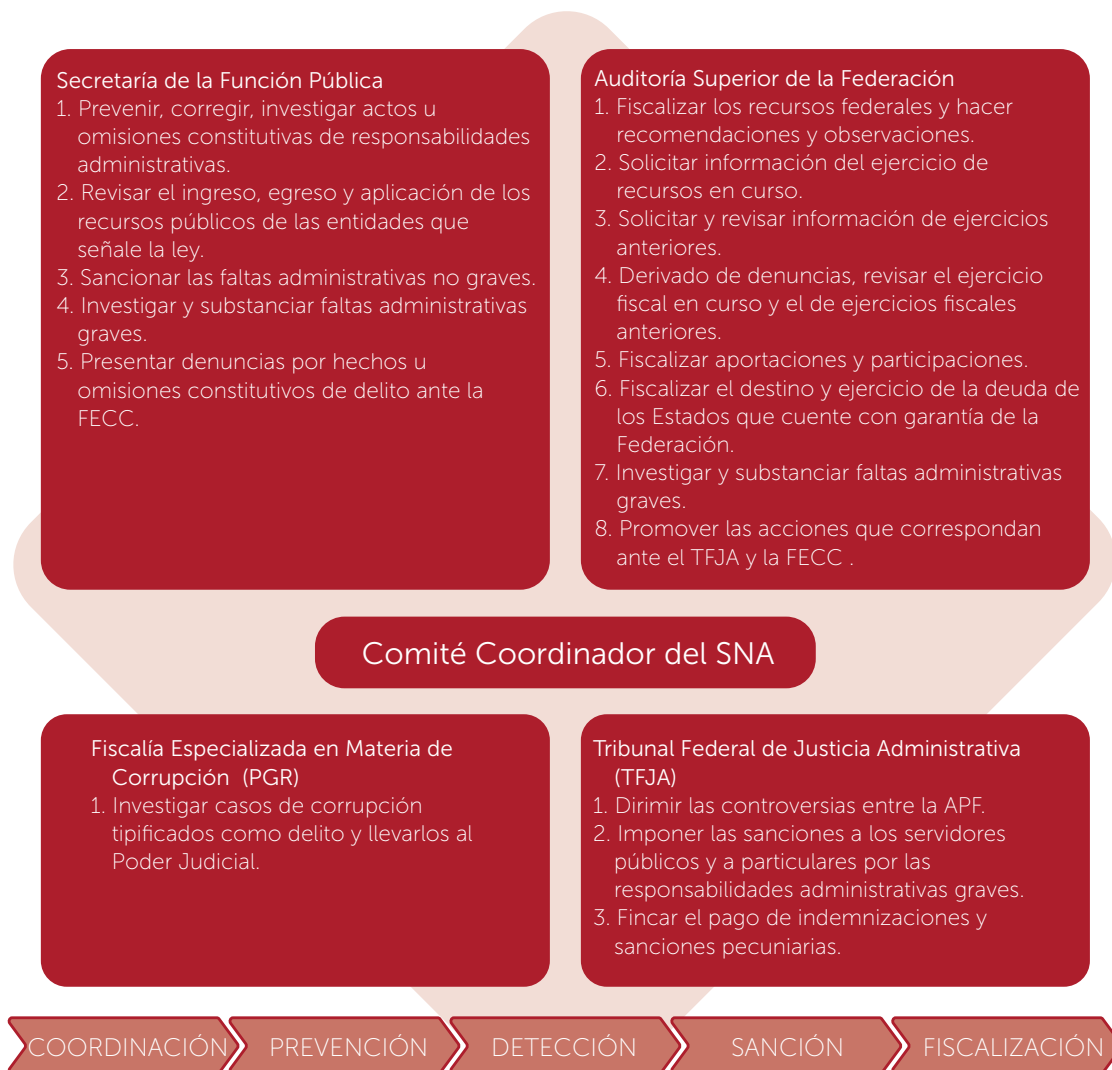 Secretaría de la Función Pública
1. Prevenir, corregir, investigar actos u
omisiones constitutivas de responsabilidades
administrativas.
2. Revisar el ingreso, egreso y aplicación de los
recursos públicos de las entidades que
señale la ley.
3. Sancionar las faltas administrativas no graves.
4. Investigar y substanciar faltas administrativas
graves.
5. Presentar denuncias por hechos u
omisiones constitutivos de delito ante la
FECC.
Auditoría Superior de la Federación
1. Fiscalizar los recursos federales y hacer
recomendaciones y observaciones.
2. Solicitar información del ejercicio de
recursos en curso.
3. Solicitar y revisar información de ejercicios
anteriores.
4. Derivado de denuncias, revisar el ejercicio
fiscal en curso y el de ejercicios fiscales
anteriores.
5. Fiscalizar aportaciones y participaciones.
6. Fiscalizar el destino y ejercicio de la deuda de
los Estados que cuente con garantía de la
Federación.
7. Investigar y substanciar faltas administrativas
graves.
8. Promover las acciones que correspondan
ante el TFJA y la FECC .
Comité Coordinador del SNA
Fiscalía Especializada en Materia de
Corrupción (PGR)
1. Investigar casos de corrupción
tipificados como delito y llevarlos al
Poder Judicial.
Tribunal Federal de Justicia Administrativa
(TFJA)
1. Dirimir las controversias entre la APF.
2. Imponer las sanciones a los servidores
públicos y a particulares por las
responsabilidades administrativas graves.
3. Fincar el pago de indemnizaciones y
sanciones pecuniarias.
COORDINACIÓN
PREVENCIÓN
DETECCIÓN
SANCIÓN
FISCALIZACIÓN